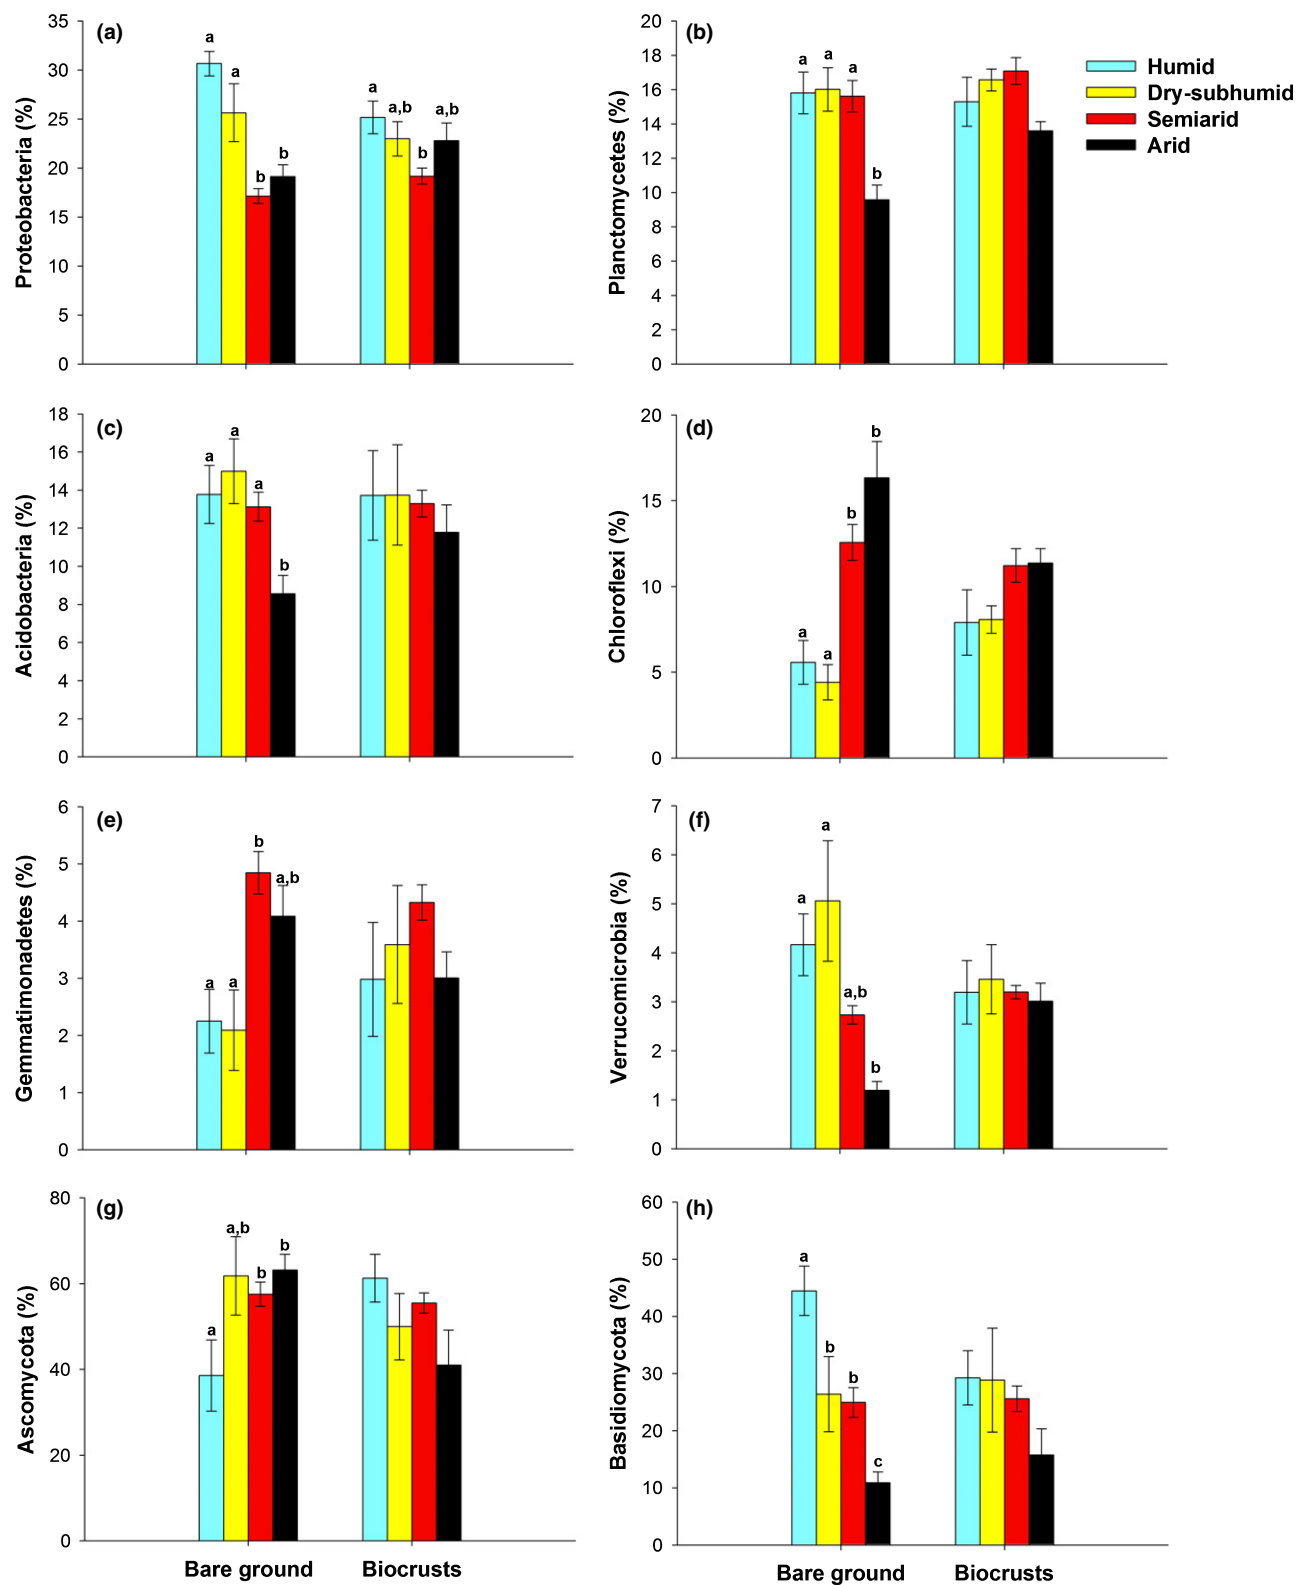 (a)
35
30
25
20
15
10
5
0
Proteobacteria (%)
a
a
b
b
a
a,b
b
a,b
(b)
20
18
16
14
12
10
8
6
4
2
0
Planctomycetes (%)
a
a
a
b
Humid
Dry-subhumid
Semiarid
Arid
(c)
18
16
14
12
10
8
6
4
2
0
Acidobacteria (%)
a
a
a
b
(d)
20
15
10
5
0
Chloroflexi (%)
a
a
b
b
(e)
6
5
4
3
2
1
0
Gemmatimonadetes (%)
a
a
b
a,b
(f)
7
6
5
4
3
2
1
0
Verrucomicrobia (%)
a
a
a,b
b
(g)
80
60
40
20
0
Ascomycota (%)
a
a,b
b
b
Bare ground
Biocrusts
(h)
60
50
40
30
20
10
0
Basidiomycota (%)
a
b
b
c
Bare ground
Biocrusts